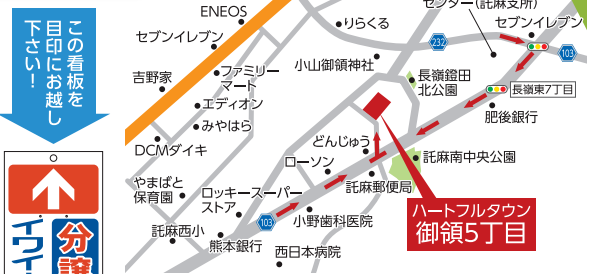 この看板を
目印にお越し
下さい！
分譲
イワイ
ENEOS
セブンイレブン
吉野家
ファミリー
マート
エディオン
みやはら
DCMダイキ
りらくる
小山御領神社
232
センター(託麻支所)
セブンイレブン
103
長嶺鐙田
北公園
長嶺東7丁目
肥後銀行
どんじゅう
ローソン
託麻南中央公園
託麻郵便局
やまばと
保育園
ロッキースーパー
ストア
103
小野歯科医院
託麻西小
熊本銀行
西日本病院
ハートフルタウン
御領5丁目